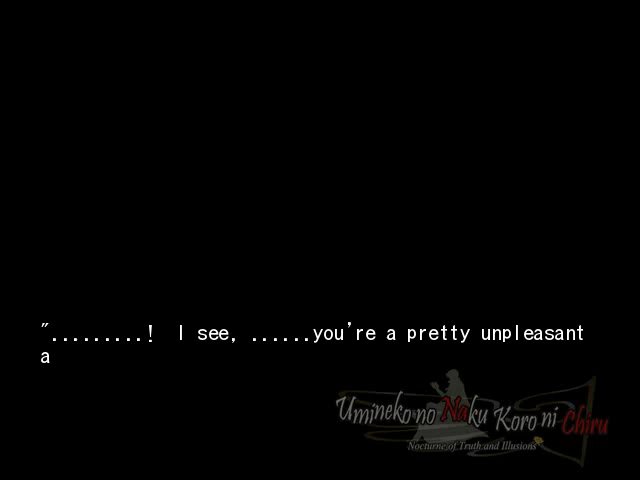 ".........!  I see, ......you're a pretty unpleasant
a
Umineko no Naku Koro ni Chiru
Nocturne of Truth and Illusions